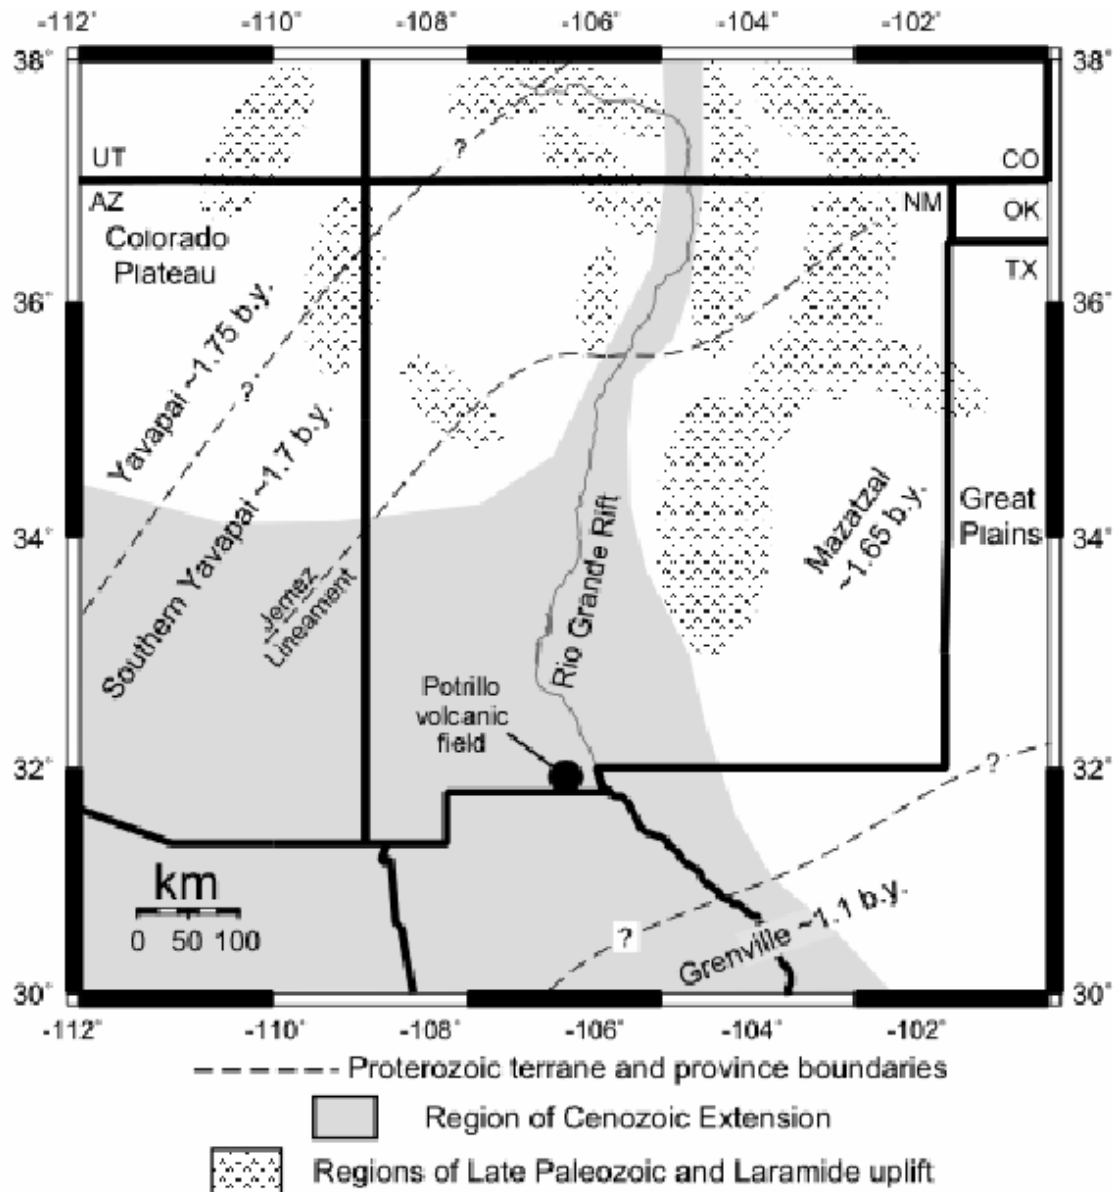 -112° -110° -108° -106° -104° -102°
38° 38°
?
UT CO
AZ NM OK
Colorado
Plateau
TX
36° 36°
Yavapai ~1.75 b.y.
?
Southern Yavapai ~1.7 b.y.
Mazatzal
~1.65 b.y.
Great
Plains
34° 34°
Jemez
Lineament
Rio Grande Rift
Potrillo
volcanic
field
?
32° 32°
km
0 50 100
?
Grenville ~1.1 b.y.
30° 30°
-112° -110° -108° -106° -104° -102°
Proterozoic terrane and province boundaries
Region of Cenozoic Extension
Regions of Late Paleozoic and Laramide uplift